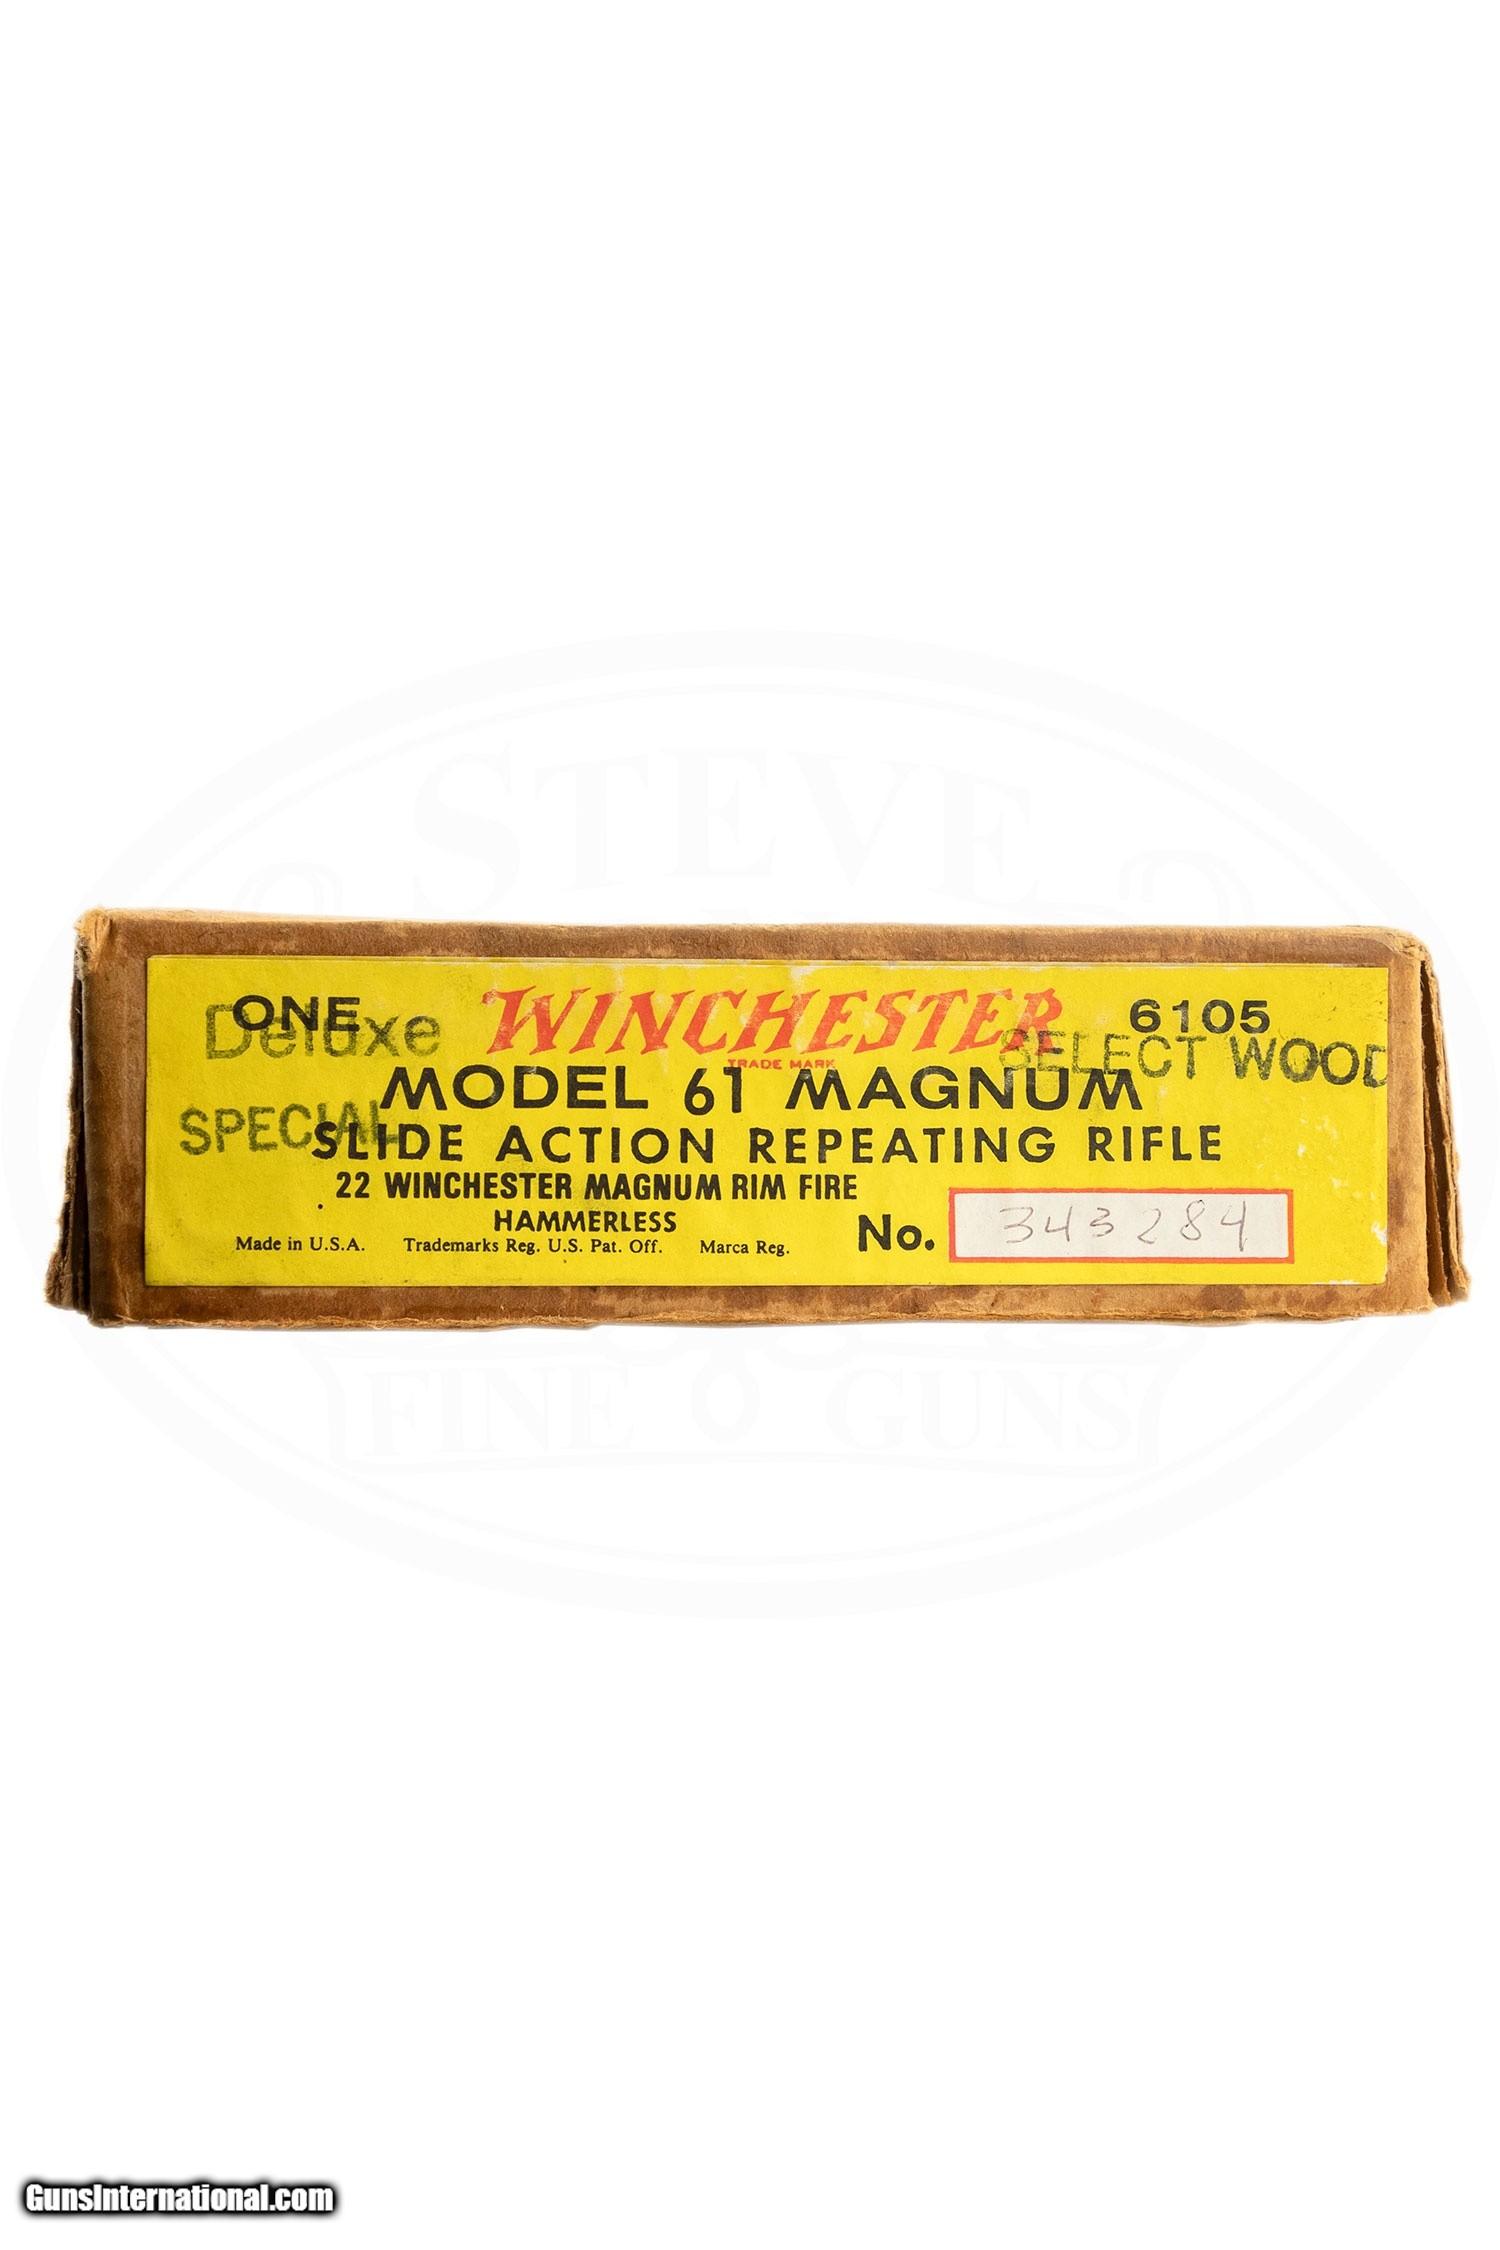 STEVE
ONE WINCHESTER 6105
Deluxe
TRADE MARK
SELECT WOOD
MODEL 61 MAGNUM
SPECIAL
SLIDE ACTION REPEATING RIFLE
22 WINCHESTER MAGNUM RIM FIRE
HAMMERLESS
No. 343284
Made in U.S.A. Trademarks Reg. U.S. Pat. Off. Marca Reg.
FINE GUNS
GunsInternational.com